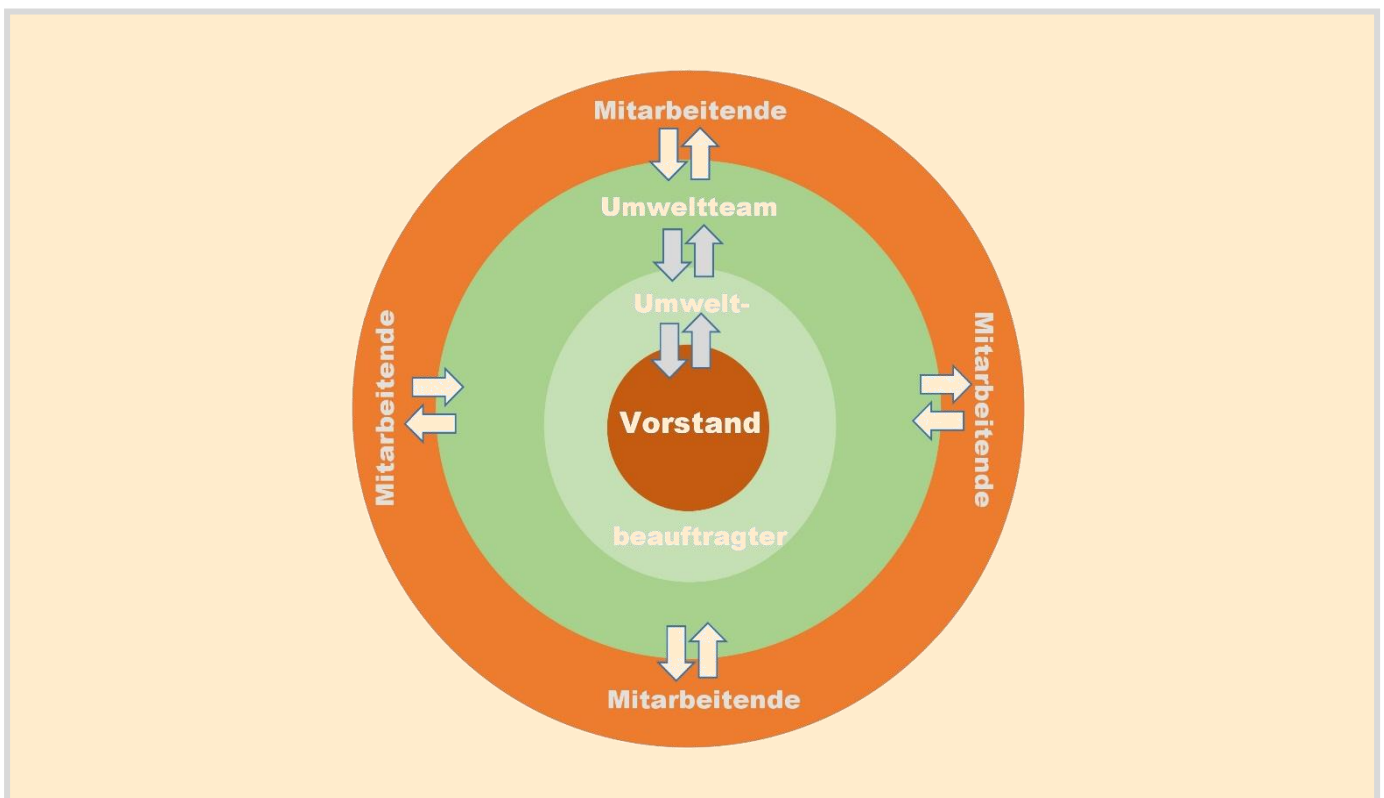 Mitarbeitende
Umweltteam
Umwelt-
Mitarbeitende
Mitarbeitende
Vorstand
beauftragter
Mitarbeitende